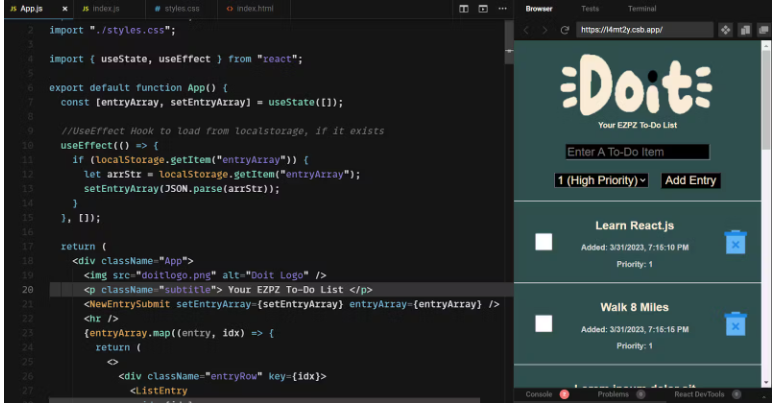 JS App.js × JS index.js # styles.css <> index.html ···
2 import "./styles.css";
3
4 import { useState, useEffect } from "react";
5
6 export default function App() {
7 const [entryArray, setEntryArray] = useState([]);
8
9 //UseEffect Hook to load from localstorage, if it exists
10 useEffect(() => {
11 if (localStorage.getItem("entryArray")) {
12 let arrStr = localStorage.getItem("entryArray");
13 setEntryArray(JSON.parse(arrStr));
14 }
15 }, []);
16
17 return (
18 <div className="App">
19 <img src="doitlogo.png" alt="Doit Logo" />
20 <p className="subtitle"> Your EZPZ To-Do List </p>
21 <NewEntrySubmit setEntryArray={setEntryArray} entryArray={entryArray} />
22 <hr />
23 {entryArray.map((entry, idx) => {
24 return (
25 <>
26 <div className="entryRow" key={idx}>
27 <ListEntry
Browser Tests Terminal
https://l4mt2y.csb.app/
Doit
Your EZPZ To-Do List
Enter A To-Do Item
1 (High Priority) Add Entry
Learn React.js
Added: 3/31/2023, 7:15:10 PM
Priority: 1
Walk 8 Miles
Added: 3/31/2023, 7:15:15 PM
Priority: 1
Console Problems React DevTools